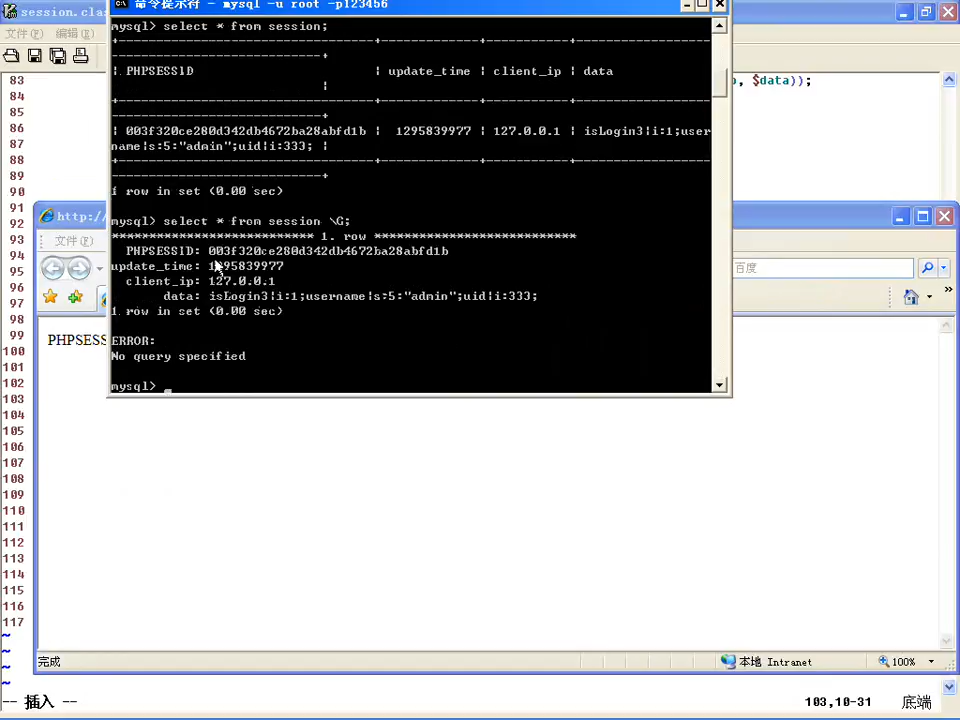 session.cla
命令提示符 - mysql -u root -p123456
文件(F) 编辑(E)
mysql> select * from session;
| PHPSESSID | update_time | client_ip | data
|
| 003f320ce280d342db4672ba28abfd1b | 1295839977 | 127.0.0.1 | isLogin3|i:1;user
name|s:5:"admin";uid|i:333; |
1 row in set (0.00 sec)
mysql> select * from session \G;
*************************** 1. row ***************************
PHPSESSID: 003f320ce280d342db4672ba28abfd1b
update_time: 1295839977
client_ip: 127.0.0.1
data: isLogin3|i:1;username|s:5:"admin";uid|i:333;
1 row in set (0.00 sec)
ERROR:
No query specified
mysql>
, $data));
83
84
85
86
87
88
89
90
91
92
93
94
95
96
97
98
99
100
101
102
103
104
105
106
107
108
109
110
111
112
113
114
115
116
117
~
~
~
~
http:/
文件(F)
百度
PHPSESS
完成
本地 Intranet
100%
-- 插入 --
103,10-31
底端